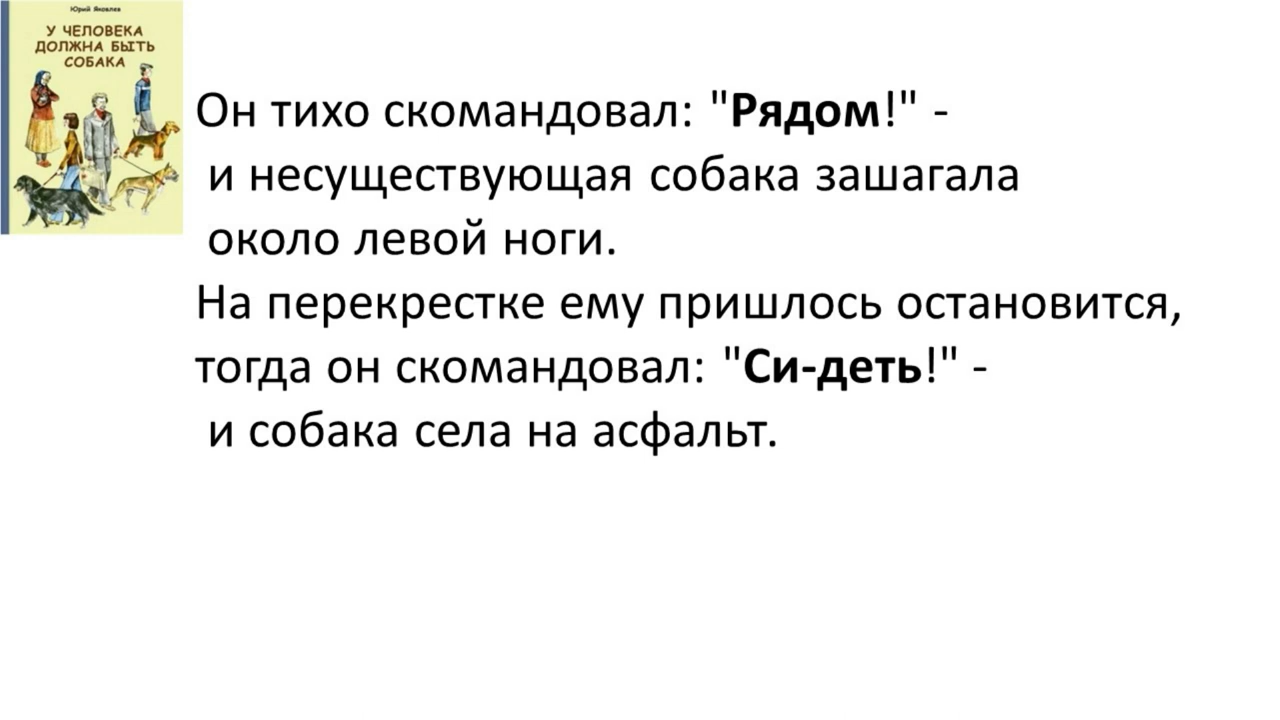 Юрий Яковлев
У ЧЕЛОВЕКА
ДОЛЖНА БЫТЬ
СОБАКА
Он тихо скомандовал: "Рядом!" -
и несуществующая собака зашагала
около левой ноги.
На перекрестке ему пришлось остановится,
тогда он скомандовал: "Си-деть!" -
и собака села на асфальт.